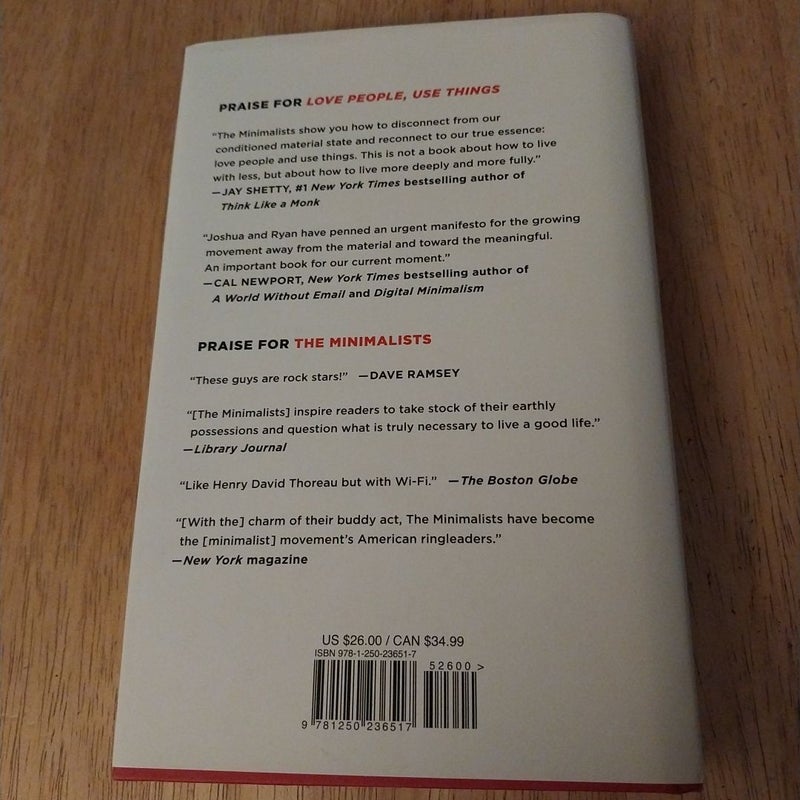 PRAISE FOR LOVE PEOPLE, USE THINGS
“The Minimalists show you how to disconnect from our
conditioned material state and reconnect to our true essence:
love people and use things. This is not a book about how to live
with less, but about how to live more deeply and more fully.”
—JAY SHETTY, #1 New York Times bestselling author of
Think Like a Monk
“Joshua and Ryan have penned an urgent manifesto for the growing
movement away from the material and toward the meaningful.
An important book for our current moment.”
—CAL NEWPORT, New York Times bestselling author of
A World Without Email and Digital Minimalism
PRAISE FOR THE MINIMALISTS
“These guys are rock stars!” —DAVE RAMSEY
“[The Minimalists] inspire readers to take stock of their earthly
possessions and question what is truly necessary to live a good life.”
—Library Journal
“Like Henry David Thoreau but with Wi-Fi.” —The Boston Globe
“[With the] charm of their buddy act, The Minimalists have become
the [minimalist] movement’s American ringleaders.”
—New York magazine
US $26.00 / CAN $34.99
ISBN 978-1-250-23651-7
52600 >
9 781250 236517